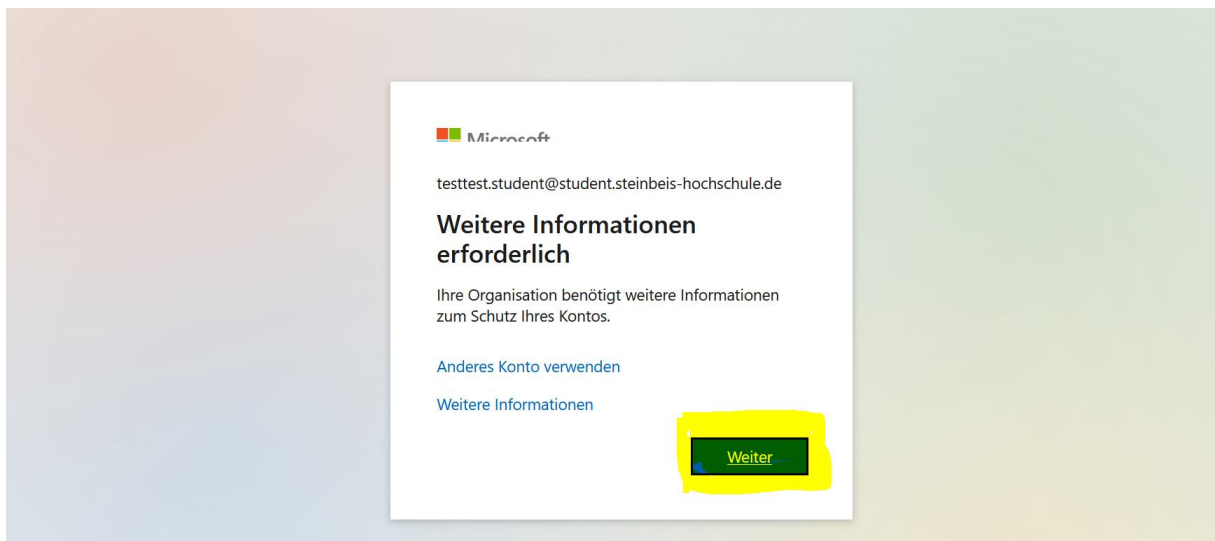 Microsoft
testtest.student@student.steinbeis-hochschule.de
Weitere Informationen
erforderlich
Ihre Organisation benötigt weitere Informationen
zum Schutz Ihres Kontos.
Anderes Konto verwenden
Weitere Informationen
Weiter